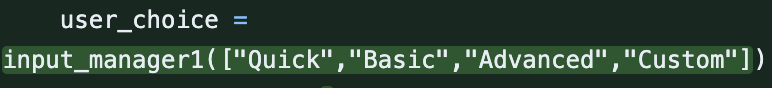 user_choice =
input_manager1(["Quick","Basic","Advanced","Custom"])